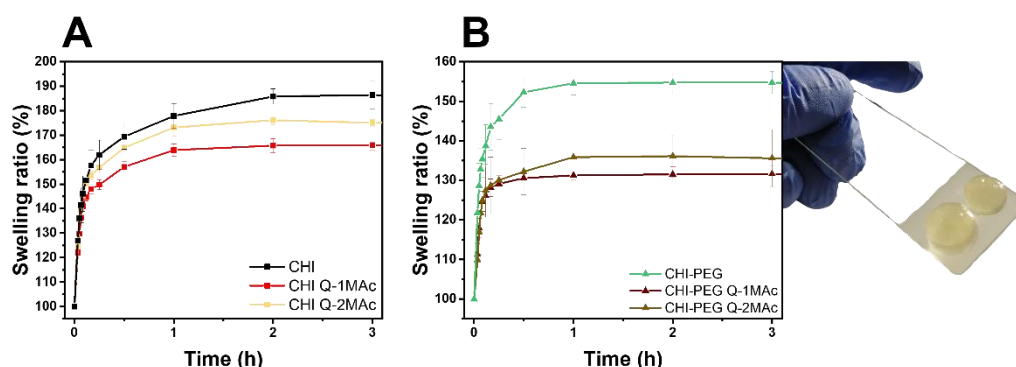 A
Swelling ratio (%)
200
190
180
170
160
150
140
130
120
110
100
0
1
2
3
Time (h)
CHI
CHI Q-1MAc
CHI Q-2MAc
B
Swelling ratio (%)
160
150
140
130
120
110
100
0
1
2
3
Time (h)
CHI-PEG
CHI-PEG Q-1MAc
CHI-PEG Q-2MAc